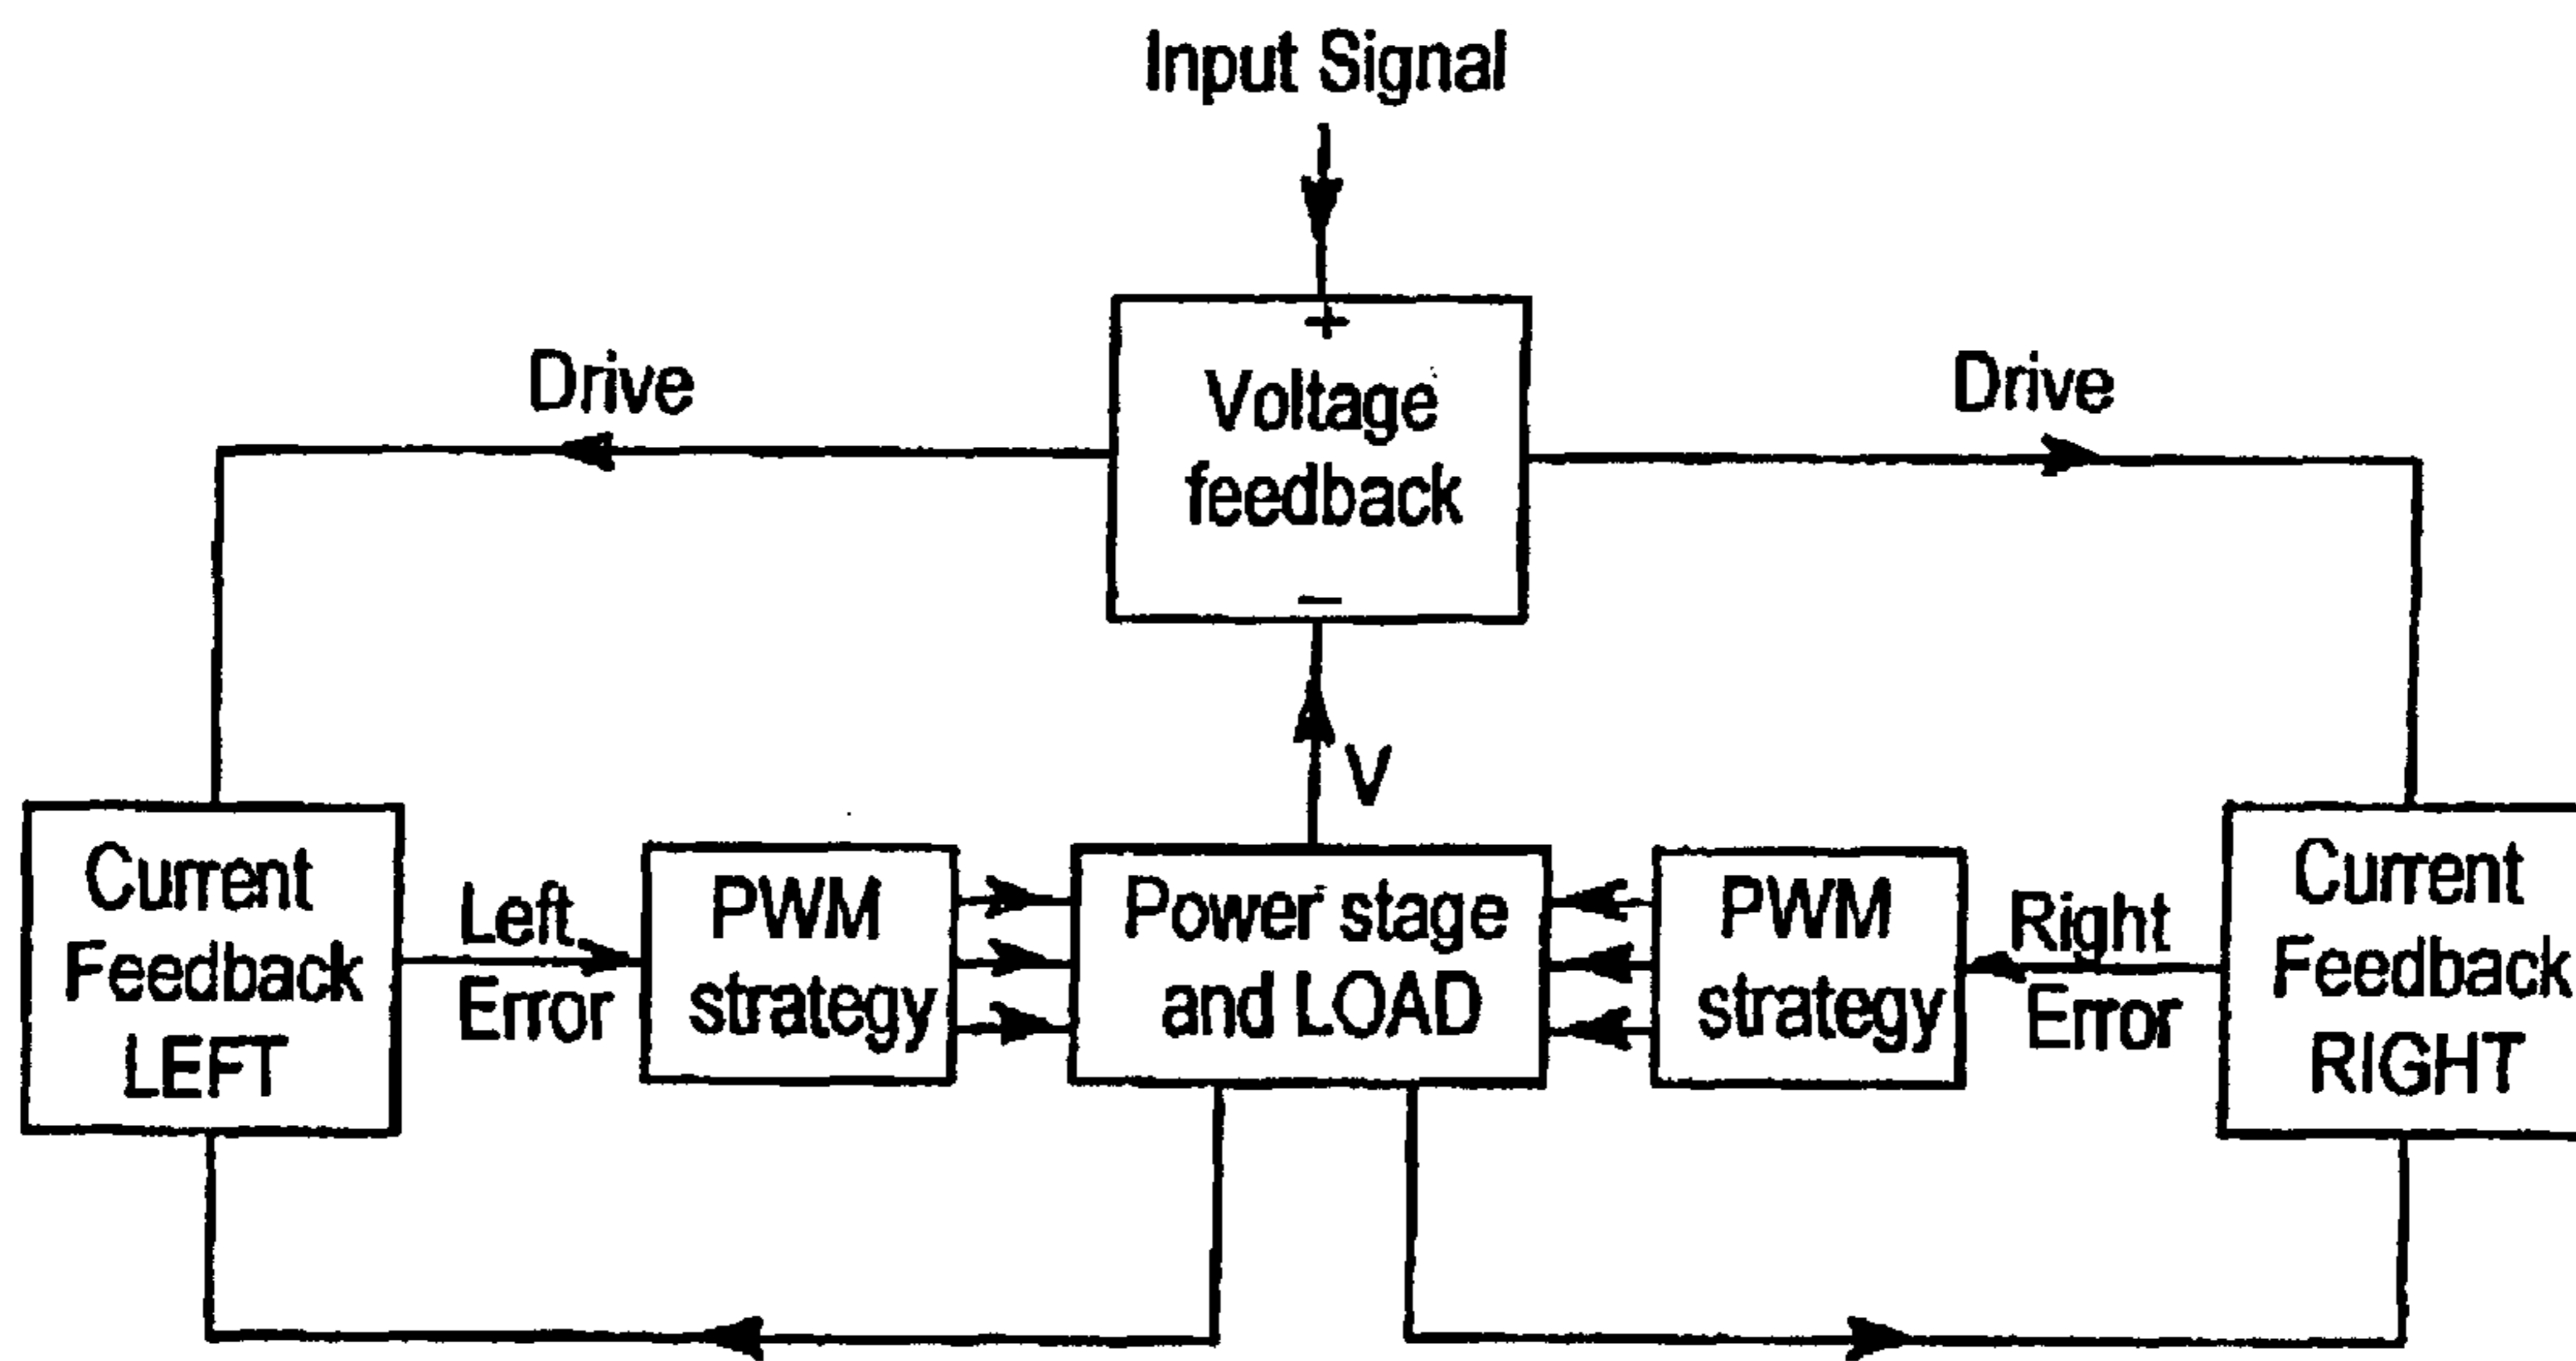 Input Signal
+
Voltage
feedback
−
Drive
Drive
V
Current
Feedback
LEFT
Left
Error
PWM
strategy
Power stage
and LOAD
PWM
strategy
Right
Error
Current
Feedback
RIGHT